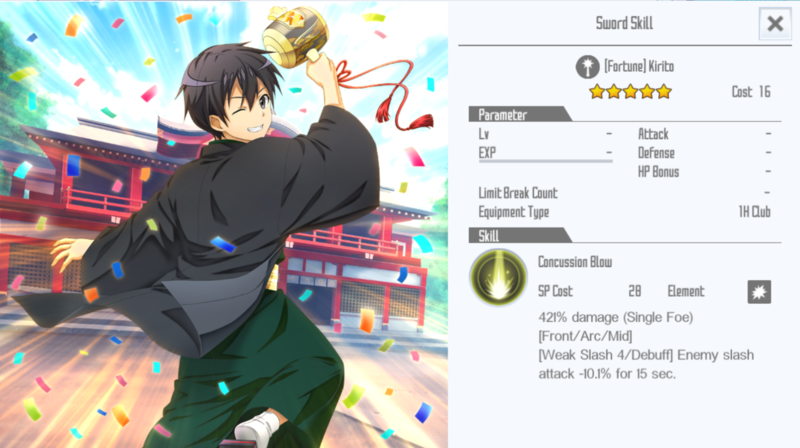 Sword Skill
[Fortune] Kirito
Cost 16
Parameter
Lv - Attack -
EXP - Defense -
HP Bonus -
Limit Break Count -
Equipment Type 1H Club
Skill
Concussion Blow
SP Cost 28 Element
421% damage (Single Foe)
[Front/Arc/Mid]
[Weak Slash 4/Debuff] Enemy slash
attack -10.1% for 15 sec.